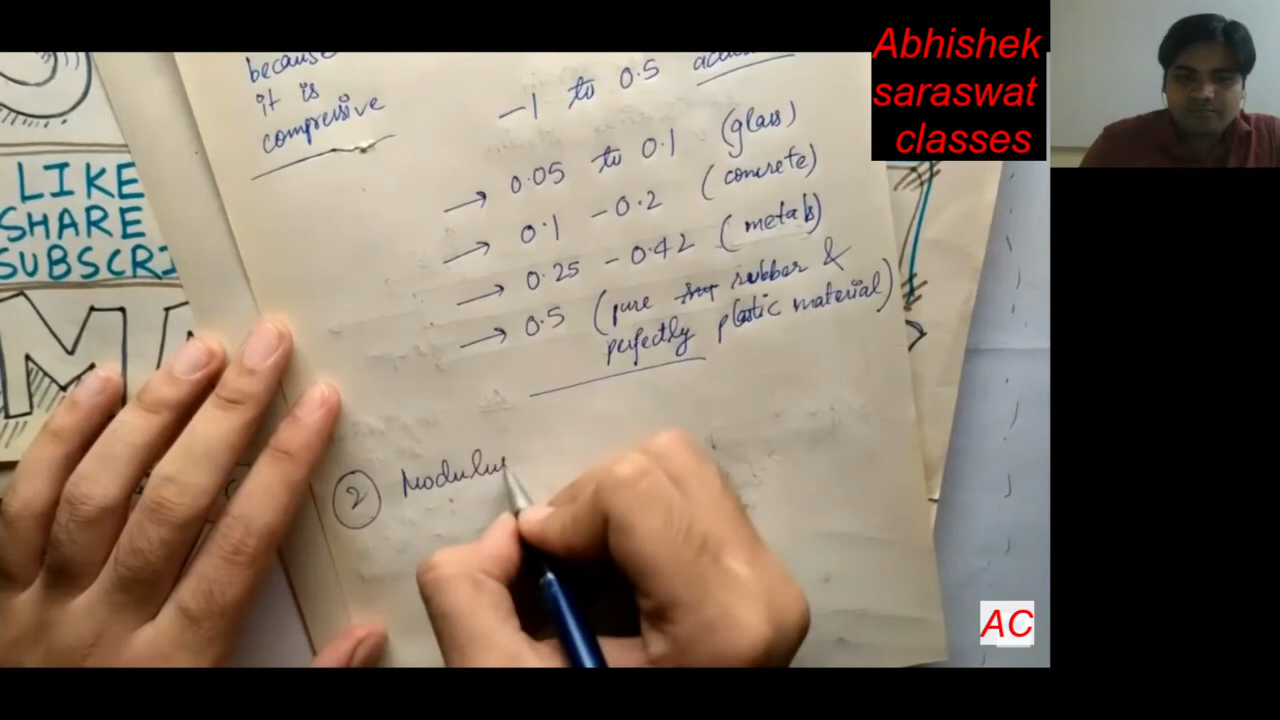 because
it is
compressive
-1 to 0.5
→ 0.05 to 0.1 (glass)
→ 0.1 - 0.2 (concrete)
→ 0.25 - 0.42 (metals)
→ 0.5 (pure rubber &
perfectly plastic material)
② Modulus
LIKE
SHARE
SUBSCRI
MA
Abhishek
saraswat
classes
AC